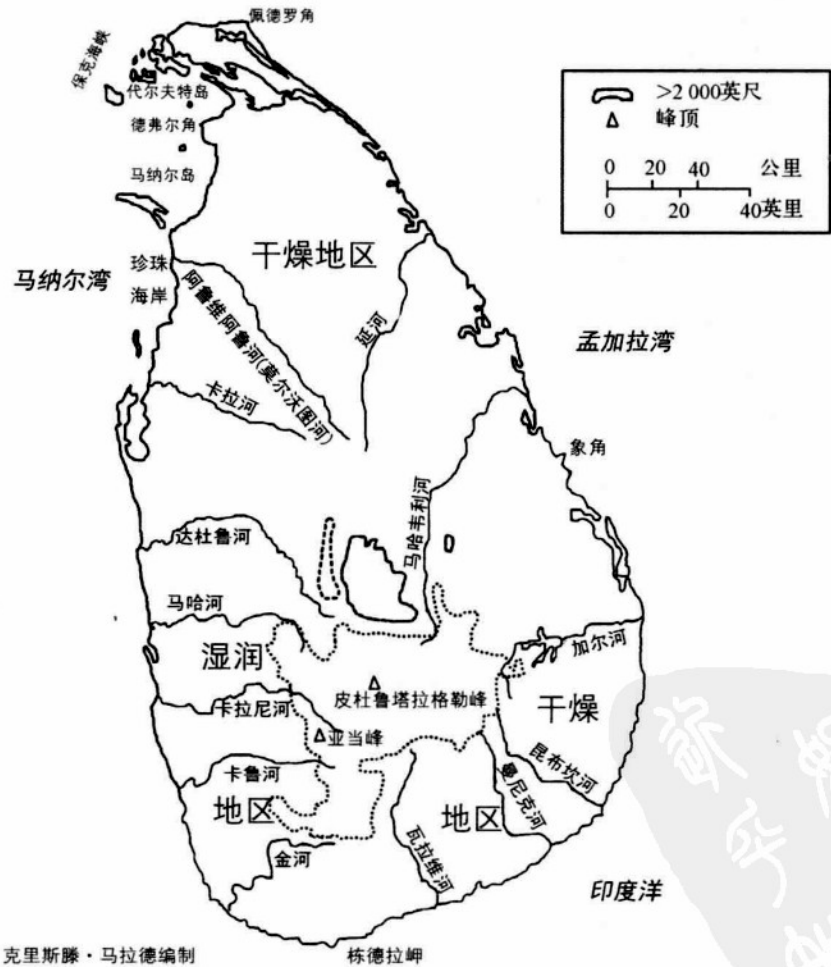 佩德罗角
保克海峡
代尔夫特岛
德弗尔角
马纳尔岛
>2 000英尺
峰顶
0 20 40 公里
0 20 40英里
马纳尔湾
珍珠
海岸
干燥地区
阿鲁维阿鲁河(莫尔沃图河)
延河
孟加拉湾
卡拉河
象角
马哈韦利河
达杜鲁河
马哈河
湿润
加尔河
皮杜鲁塔拉格勒峰
干燥
卡拉尼河
亚当峰
昆布坎河
卡鲁河
曼尼克河
地区
地区
瓦拉维河
金河
印度洋
克里斯滕·马拉德编制
栋德拉岬